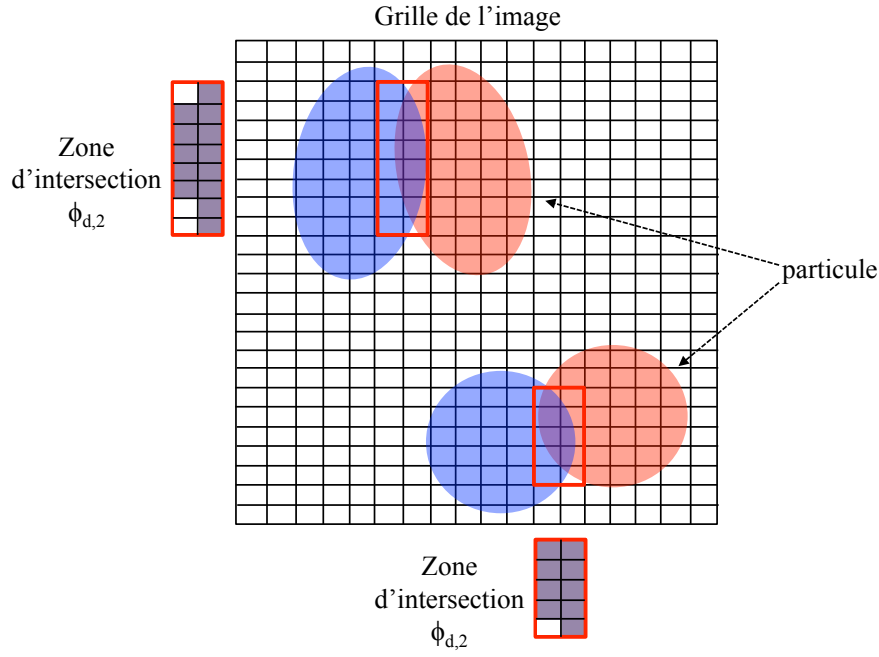 Grille de l’image
Zone
d’intersection
ϕd,2
particule
Zone
d’intersection
ϕd,2